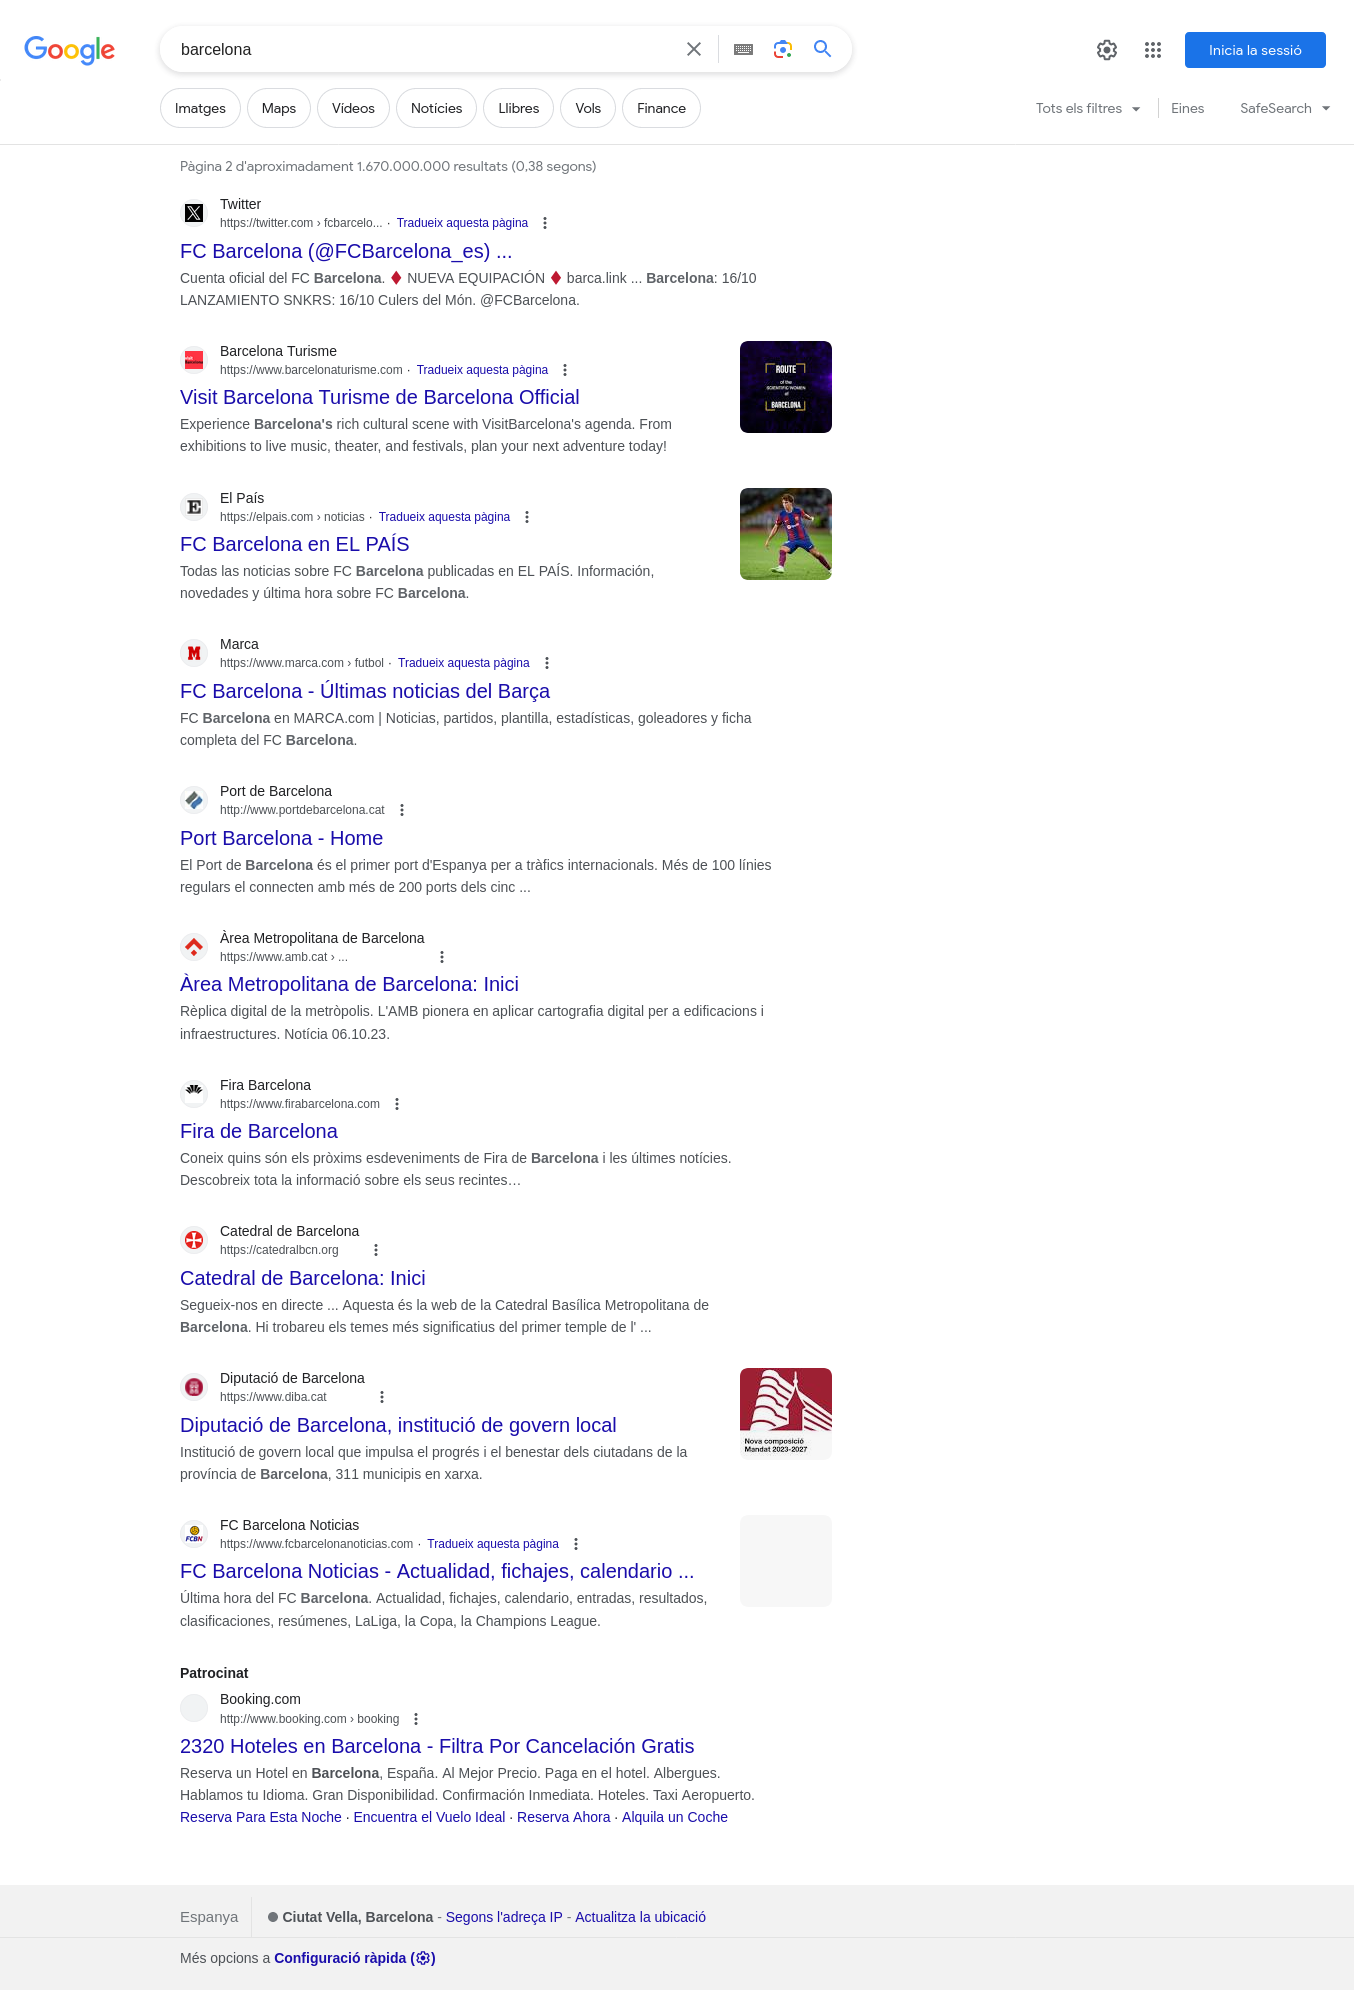 Google
barcelona
Inicia la sessió
Imatges Maps Vídeos Notícies Llibres Vols Finance Tots els filtres Eines SafeSearch
Pàgina 2 d'aproximadament 1.670.000.000 resultats (0,38 segons)
Twitter
https://twitter.com › fcbarcelo... · Tradueix aquesta pàgina
FC Barcelona (@FCBarcelona_es) ...
Cuenta oficial del FC Barcelona. ♦ NUEVA EQUIPACIÓN ♦ barca.link ... Barcelona: 16/10
LANZAMIENTO SNKRS: 16/10 Culers del Món. @FCBarcelona.
Barcelona Turisme
https://www.barcelonaturisme.com · Tradueix aquesta pàgina
Visit Barcelona Turisme de Barcelona Official
Experience Barcelona's rich cultural scene with VisitBarcelona's agenda. From
exhibitions to live music, theater, and festivals, plan your next adventure today!
ROUTE
of the
SCIENTIFIC WOMEN
of
BARCELONA
El País
https://elpais.com › noticias · Tradueix aquesta pàgina
FC Barcelona en EL PAÍS
Todas las noticias sobre FC Barcelona publicadas en EL PAÍS. Información,
novedades y última hora sobre FC Barcelona.
Marca
https://www.marca.com › futbol · Tradueix aquesta pàgina
FC Barcelona - Últimas noticias del Barça
FC Barcelona en MARCA.com | Noticias, partidos, plantilla, estadísticas, goleadores y ficha
completa del FC Barcelona.
Port de Barcelona
http://www.portdebarcelona.cat
Port Barcelona - Home
El Port de Barcelona és el primer port d'Espanya per a tràfics internacionals. Més de 100 línies
regulars el connecten amb més de 200 ports dels cinc ...
Àrea Metropolitana de Barcelona
https://www.amb.cat › ...
Àrea Metropolitana de Barcelona: Inici
Rèplica digital de la metròpolis. L'AMB pionera en aplicar cartografia digital per a edificacions i
infraestructures. Notícia 06.10.23.
Fira Barcelona
https://www.firabarcelona.com
Fira de Barcelona
Coneix quins són els pròxims esdeveniments de Fira de Barcelona i les últimes notícies.
Descobreix tota la informació sobre els seus recintes…
Catedral de Barcelona
https://catedralbcn.org
Catedral de Barcelona: Inici
Segueix-nos en directe ... Aquesta és la web de la Catedral Basílica Metropolitana de
Barcelona. Hi trobareu els temes més significatius del primer temple de l' ...
Diputació de Barcelona
https://www.diba.cat
Diputació de Barcelona, institució de govern local
Institució de govern local que impulsa el progrés i el benestar dels ciutadans de la
província de Barcelona, 311 municipis en xarxa.
Nova composició
Mandat 2023-2027
FCBN
FC Barcelona Noticias
https://www.fcbarcelonanoticias.com · Tradueix aquesta pàgina
FC Barcelona Noticias - Actualidad, fichajes, calendario ...
Última hora del FC Barcelona. Actualidad, fichajes, calendario, entradas, resultados,
clasificaciones, resúmenes, LaLiga, la Copa, la Champions League.
Patrocinat
Booking.com
http://www.booking.com › booking
2320 Hoteles en Barcelona - Filtra Por Cancelación Gratis
Reserva un Hotel en Barcelona, España. Al Mejor Precio. Paga en el hotel. Albergues.
Hablamos tu Idioma. Gran Disponibilidad. Confirmación Inmediata. Hoteles. Taxi Aeropuerto.
Reserva Para Esta Noche · Encuentra el Vuelo Ideal · Reserva Ahora · Alquila un Coche
Espanya
Ciutat Vella, Barcelona - Segons l'adreça IP - Actualitza la ubicació
Més opcions a Configuració ràpida ()